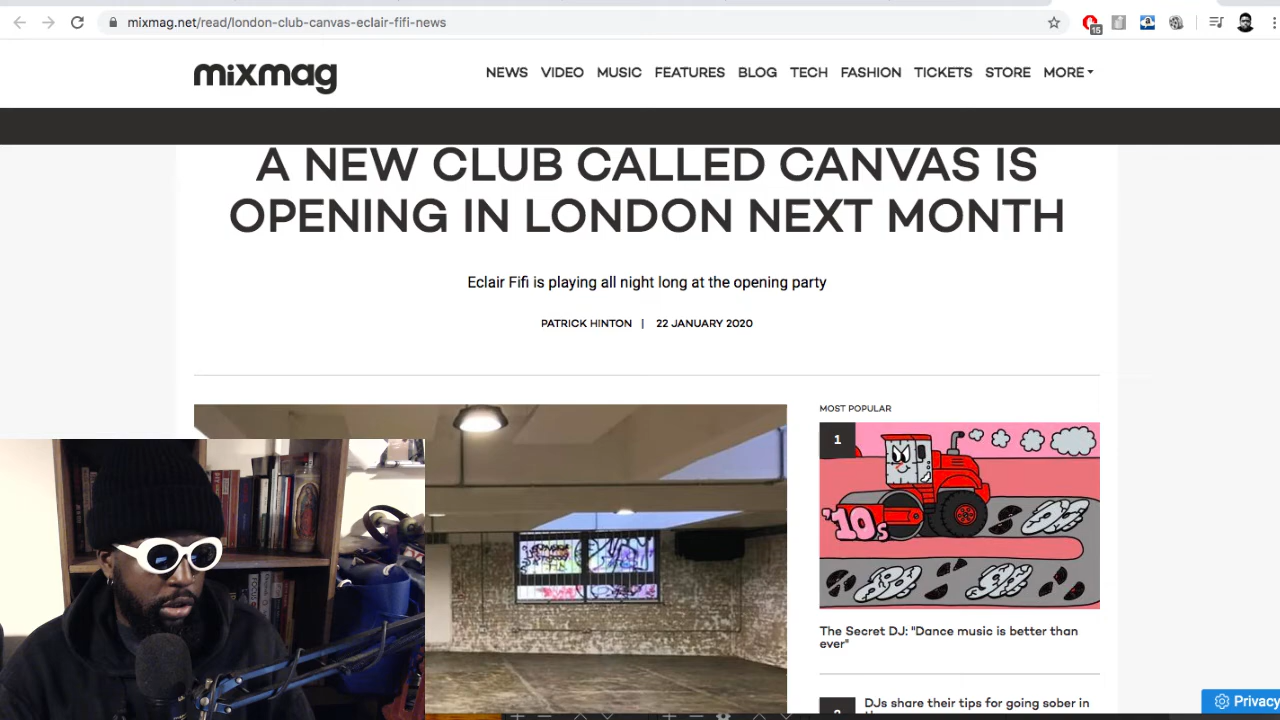 mixmag.net/read/london-club-canvas-eclair-fifi-news
15
mixmag
NEWS VIDEO MUSIC FEATURES BLOG TECH FASHION TICKETS STORE MORE
A NEW CLUB CALLED CANVAS IS
OPENING IN LONDON NEXT MONTH
Eclair Fifi is playing all night long at the opening party
PATRICK HINTON | 22 JANUARY 2020
MOST POPULAR
1
'10s
The Secret DJ: "Dance music is better than
ever"
DJs share their tips for going sober in
Privacy